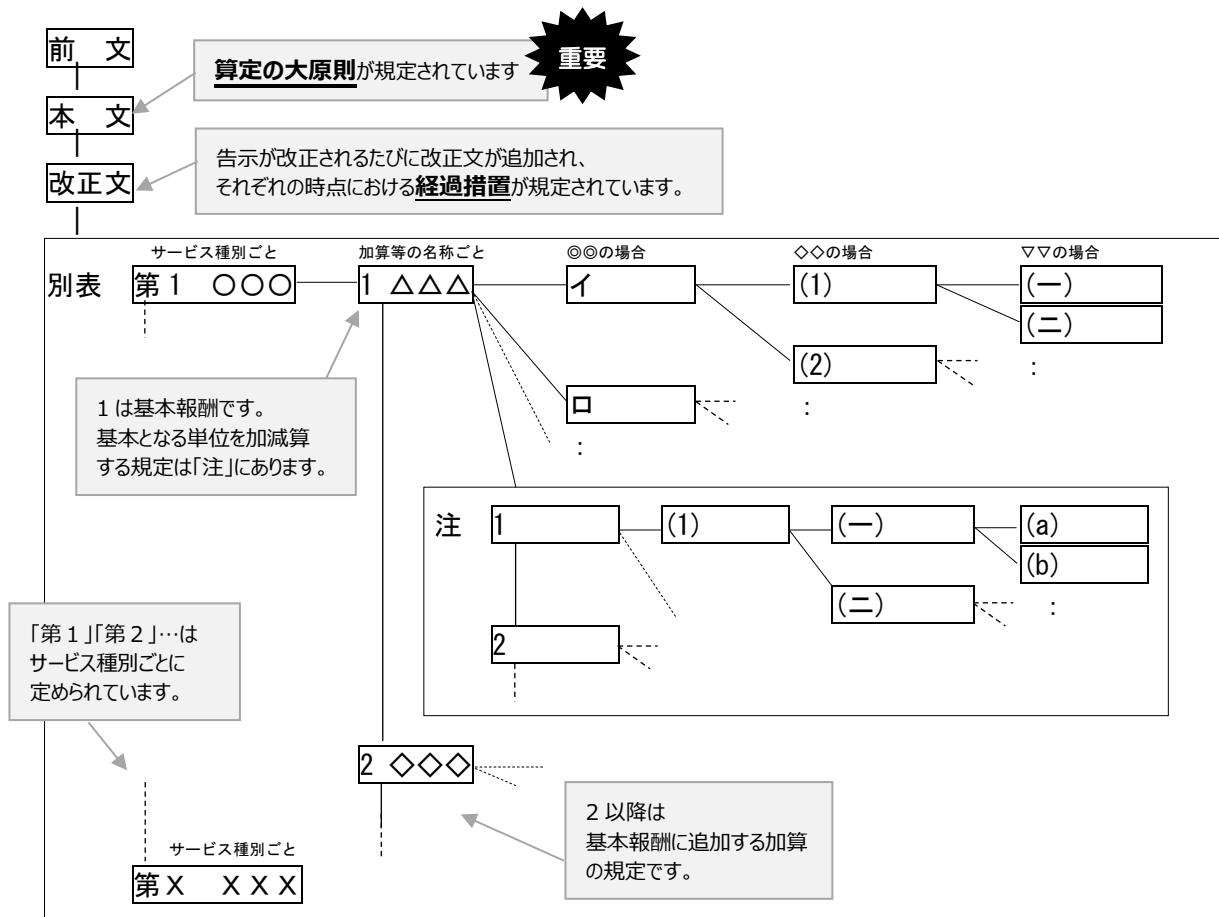 前　文
重要
算定の大原則が規定されています
本　文
告示が改正されるたびに改正文が追加され、
それぞれの時点における経過措置が規定されています。
改正文
サービス種別ごと
加算等の名称ごと
◎◎の場合
◇◇の場合
▽▽の場合
別表
第１　○○○
1 △△△
イ
(1)
(一)
(二)
(2)
:
ロ
:
:
1 は基本報酬です。
基本となる単位を加減算
する規定は「注」にあります。
注
1
(1)
(一)
(a)
(b)
(二)
:
2
「第１」「第２」…は
サービス種別ごとに
定められています。
2 ◇◇◇
2 以降は
基本報酬に追加する加算
の規定です。
サービス種別ごと
第Ｘ　ＸＸＸ